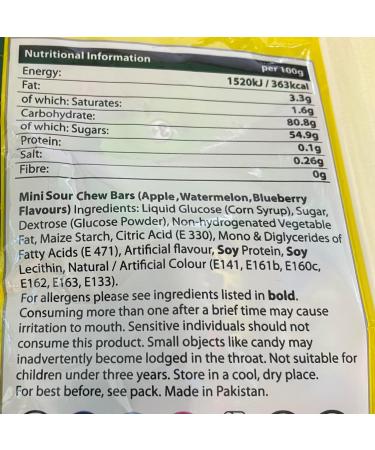 Nutritional Information per 100g
Energy: 1520kJ / 363kcal
Fat: 3.3g
of which: Saturates: 1.6g
Carbohydrate: 80.8g
of which: Sugars: 54.9g
Protein: 0.1g
Salt: 0.26g
Fibre: 0g
Mini Sour Chew Bars (Apple, Watermelon, Blueberry
Flavours) Ingredients: Liquid Glucose (Corn Syrup), Sugar,
Dextrose (Glucose Powder), Non-hydrogenated Vegetable
Fat, Maize Starch, Citric Acid (E 330), Mono & Diglycerides of
Fatty Acids (E 471), Artificial flavour, Soy Protein, Soy
Lecithin, Natural / Artificial Colour (E141, E161b, E160c,
E162, E163, E133).
For allergens please see ingredients listed in bold.
Consuming more than one after a brief time may cause
irritation to mouth. Sensitive individuals should not
consume this product. Small objects like candy may
inadvertently become lodged in the throat. Not suitable for
children under three years. Store in a cool, dry place.
For best before, see pack. Made in Pakistan.